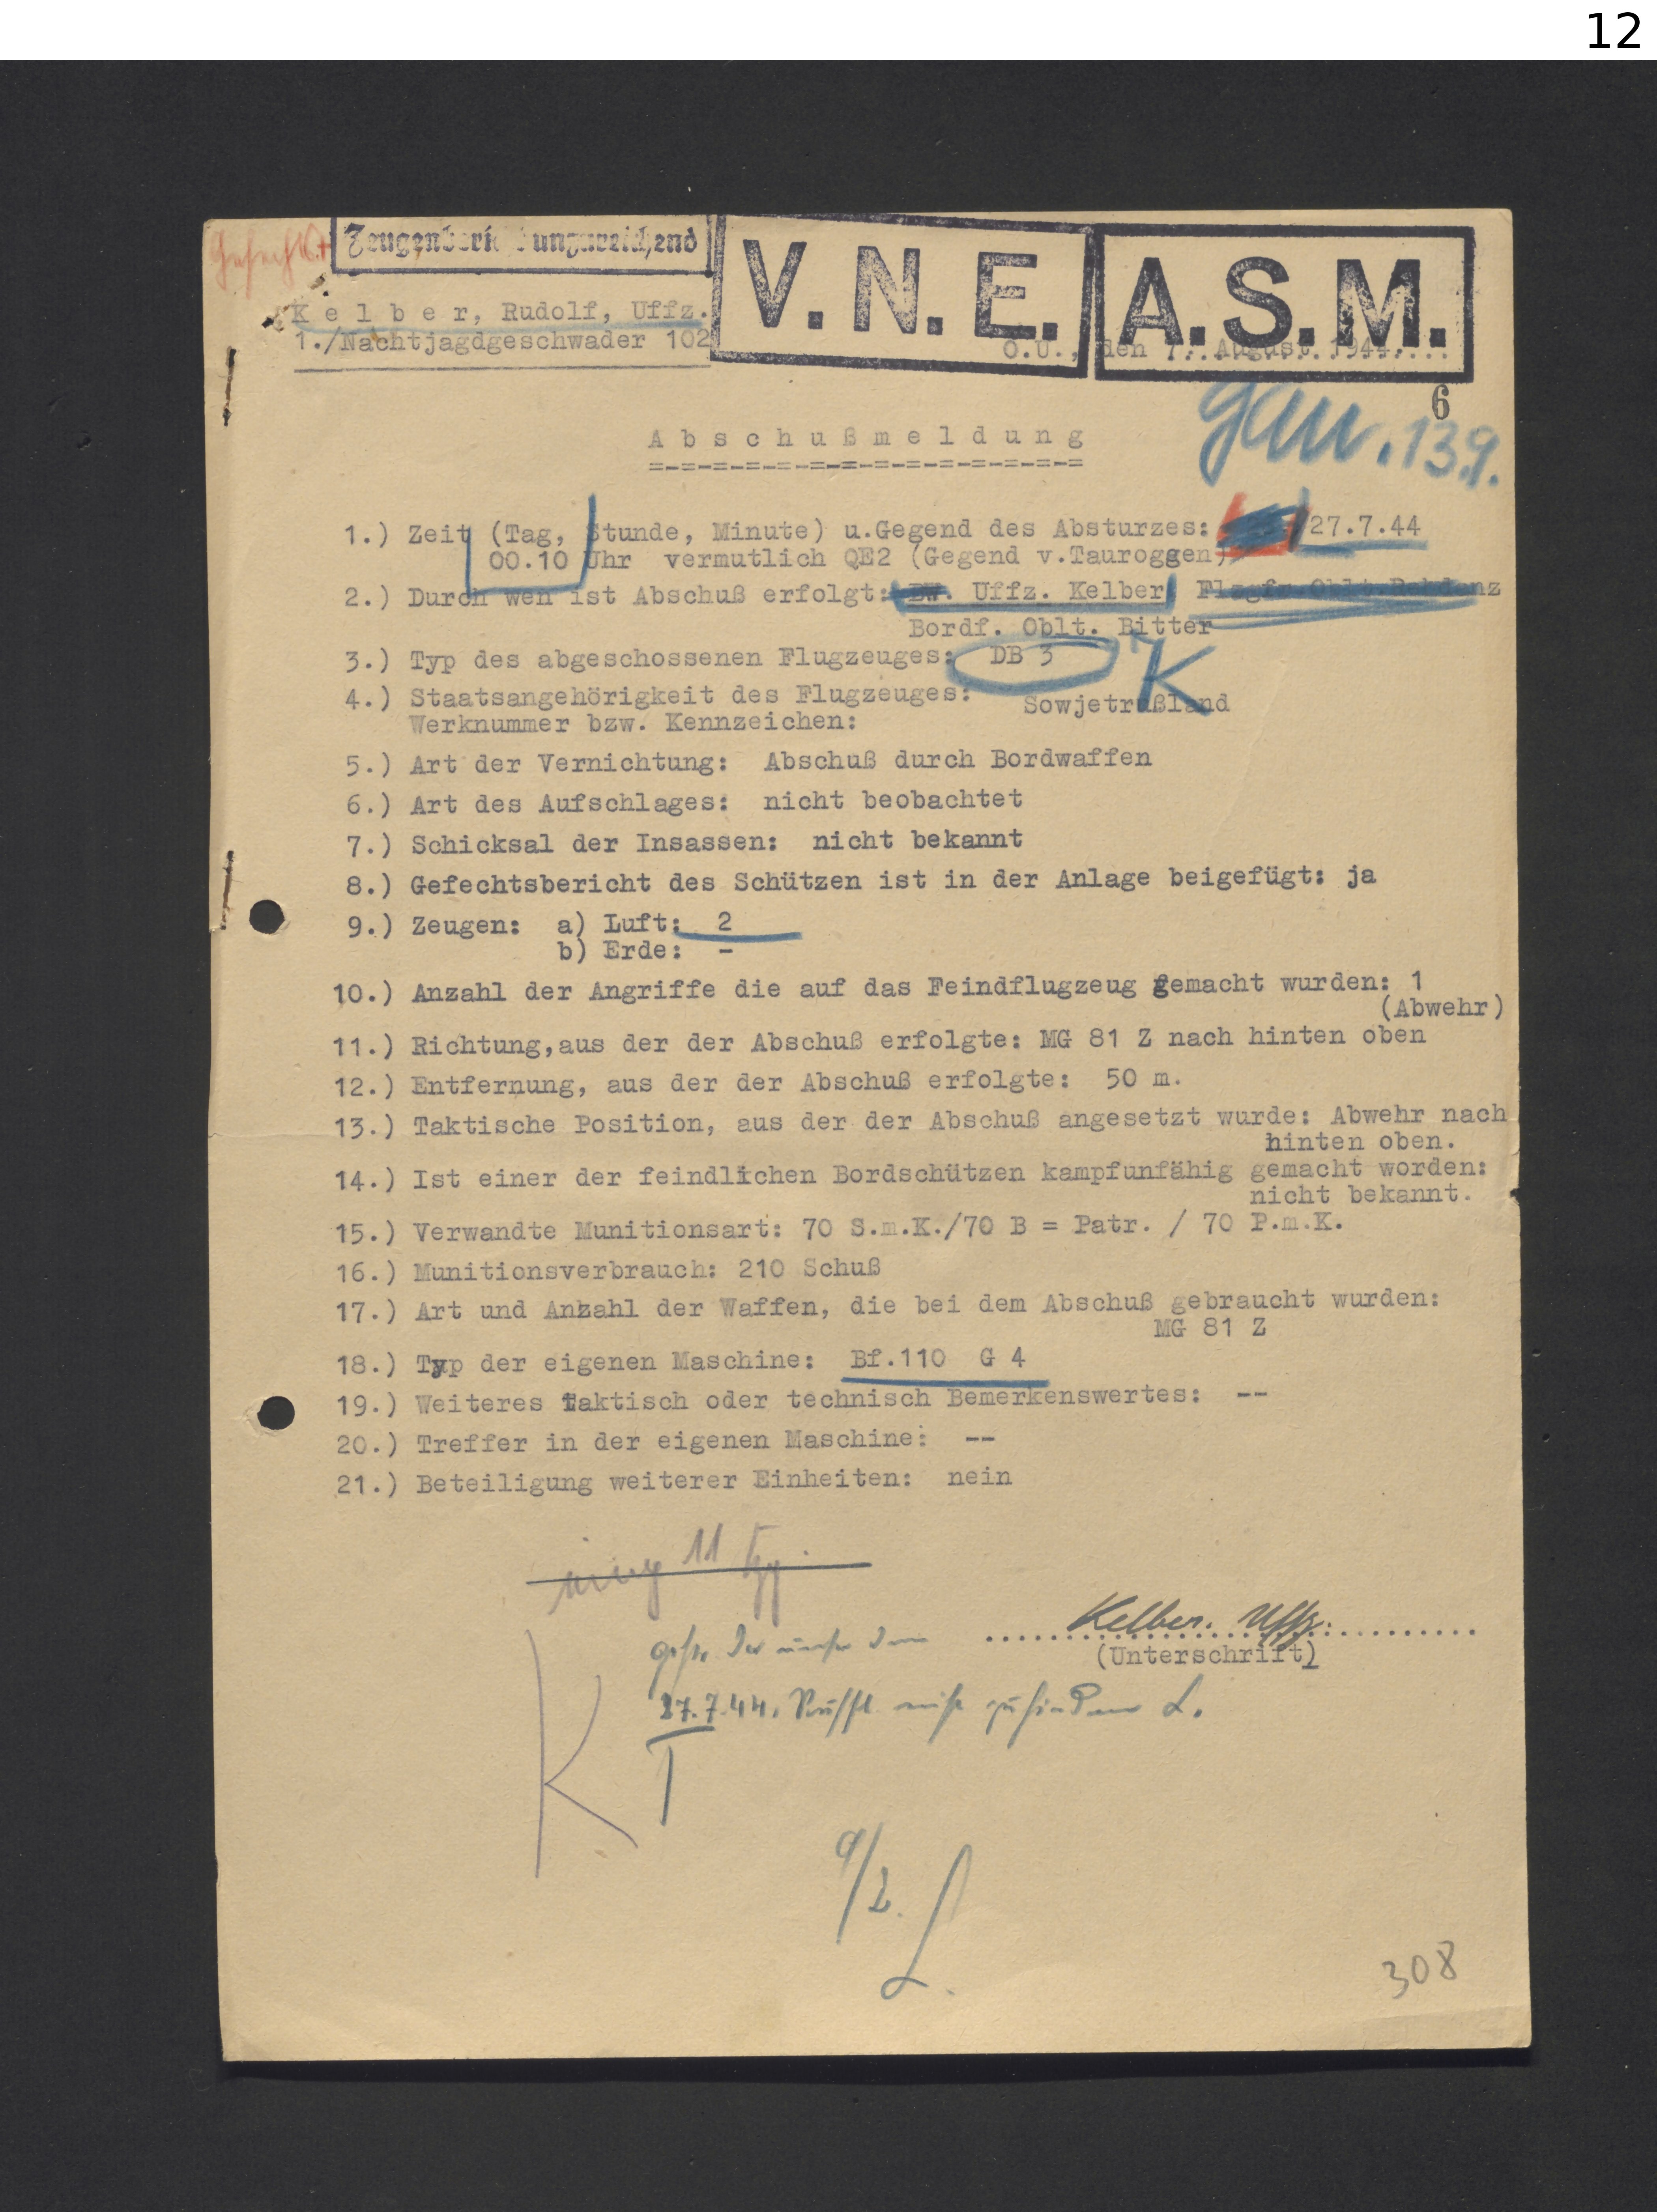 12
Zeugenbericht unzureichend
V.N.E.
A.S.M.
K e l b e r, Rudolf, Uffz.
1./Nachtjagdgeschwader 102
O.U., den 7. August 1944....
6
A b s c h u ß m e l d u n g
=-=-=-=-=-=-=-=-=-=-=-=-=-=
13.9.
1.) Zeit (Tag, Stunde, Minute) u.Gegend des Absturzes: 27.7.44
00.10 Uhr vermutlich QE2 (Gegend v.Tauroggen)
2.) Durch wen ist Abschuß erfolgt: Uffz. Kelber
Bordf. Oblt. Bitter
3.) Typ des abgeschossenen Flugzeuges: DB 3
K
4.) Staatsangehörigkeit des Flugzeuges: Sowjetrußland
Werknummer bzw. Kennzeichen:
5.) Art der Vernichtung: Abschuß durch Bordwaffen
6.) Art des Aufschlages: nicht beobachtet
7.) Schicksal der Insassen: nicht bekannt
8.) Gefechtsbericht des Schützen ist in der Anlage beigefügt: ja
9.) Zeugen: a) Luft: 2
b) Erde: -
10.) Anzahl der Angriffe die auf das Feindflugzeug gemacht wurden: 1
(Abwehr)
11.) Richtung,aus der der Abschuß erfolgte: MG 81 Z nach hinten oben
12.) Entfernung, aus der der Abschuß erfolgte: 50 m.
13.) Taktische Position, aus der der Abschuß angesetzt wurde: Abwehr nach
hinten oben.
14.) Ist einer der feindlichen Bordschützen kampfunfähig gemacht worden:
nicht bekannt.
15.) Verwandte Munitionsart: 70 S.m.K./70 B = Patr. / 70 P.m.K.
16.) Munitionsverbrauch: 210 Schuß
17.) Art und Anzahl der Waffen, die bei dem Abschuß gebraucht wurden:
MG 81 Z
18.) Typ der eigenen Maschine: Bf.110 G 4
19.) Weiteres taktisch oder technisch Bemerkenswertes: --
20.) Treffer in der eigenen Maschine: --
21.) Beteiligung weiterer Einheiten: nein
11
Kelber. Uffz.
(Unterschrift)
27.7.44.
K
308